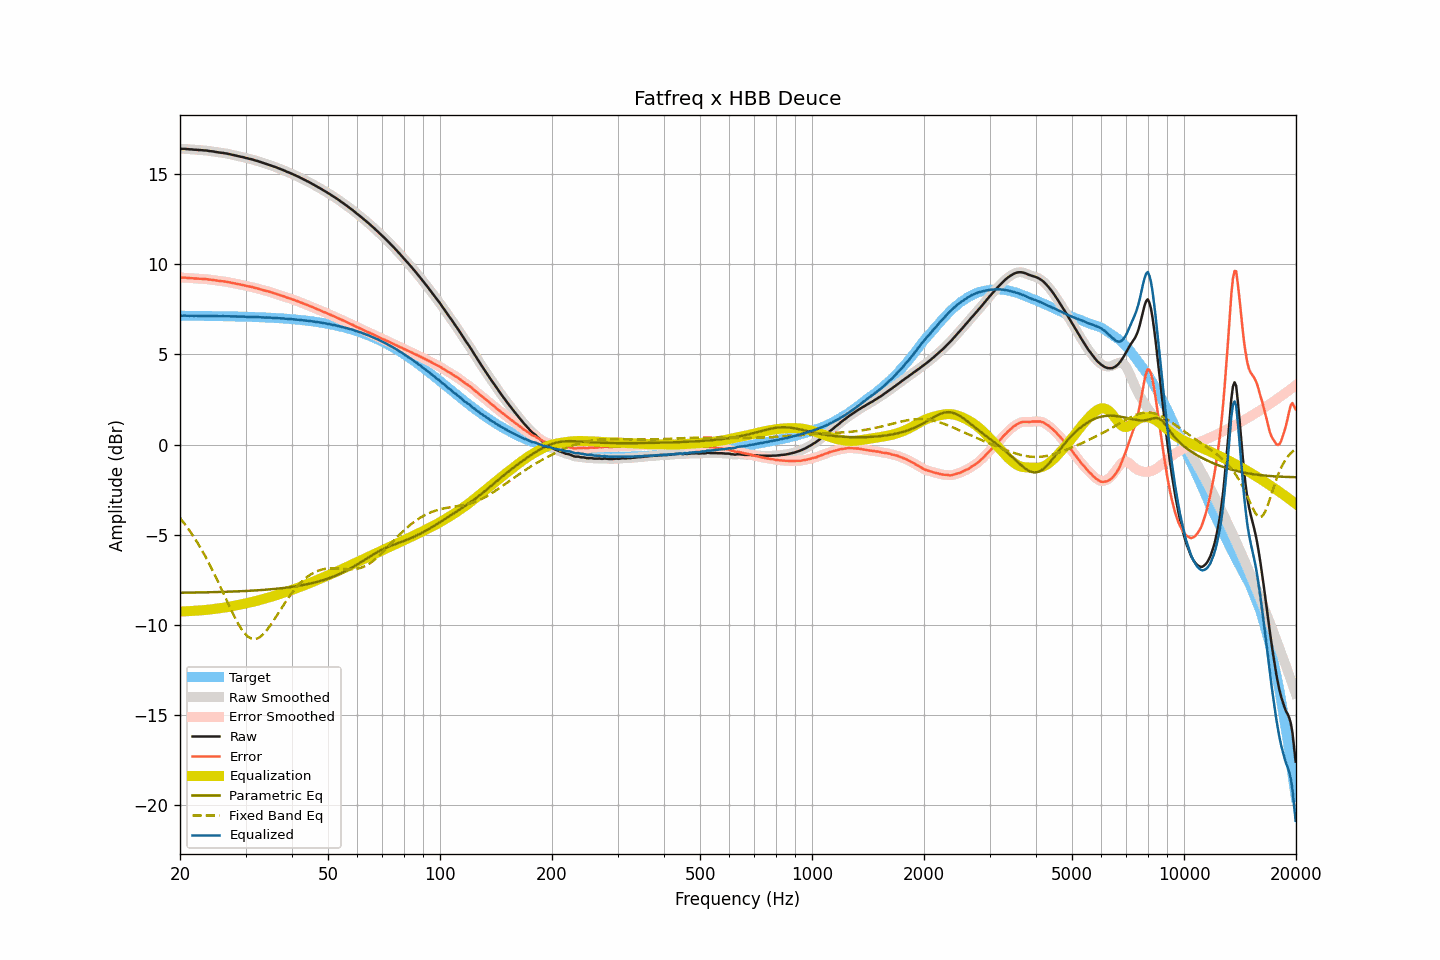 Fatfreq x HBB Deuce
Amplitude (dBr)
15
10
5
0
−5
−10
−15
−20
Target
Raw Smoothed
Error Smoothed
Raw
Error
Equalization
Parametric Eq
Fixed Band Eq
Equalized
20 50 100 200 500 1000 2000 5000 10000 20000
Frequency (Hz)